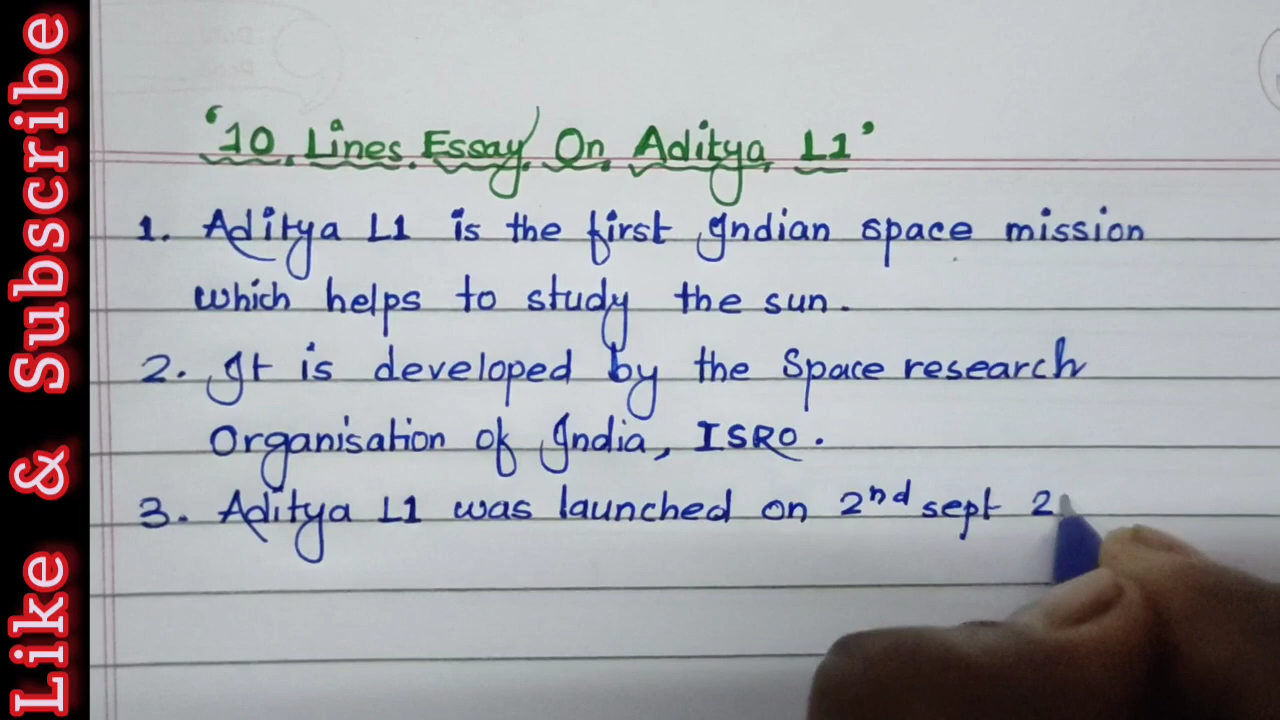 Like & Subscribe
'10 Lines Essay On Aditya L1'
1. Aditya L1 is the first Indian space mission
which helps to study the sun.
2. It is developed by the Space research
Organisation of India, ISRO.
3. Aditya L1 was launched on 2nd sept 2